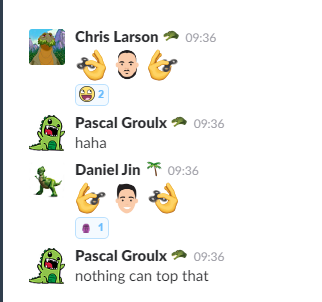 Chris Larson 09:36
2
Pascal Groulx 09:36
haha
Daniel Jin 09:36
1
Pascal Groulx 09:36
nothing can top that